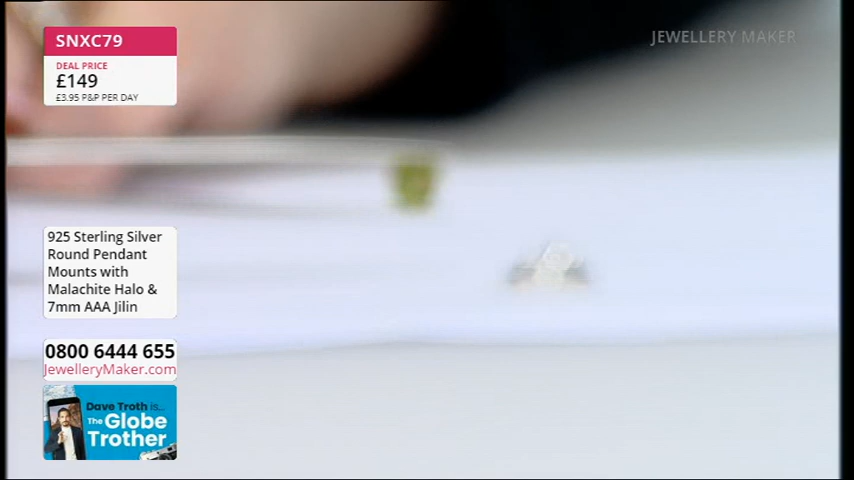 SNXC79
JEWELLERY MAKER
DEAL PRICE
£149
£3.95 P&P PER DAY
925 Sterling Silver
Round Pendant
Mounts with
Malachite Halo &
7mm AAA Jilin
0800 6444 655
JewelleryMaker.com
Dave Troth is...
The Globe
Trother